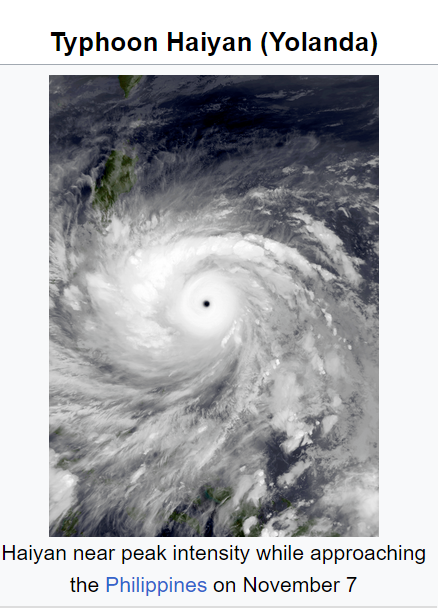 Typhoon Haiyan (Yolanda)
Haiyan near peak intensity while approaching
the Philippines on November 7